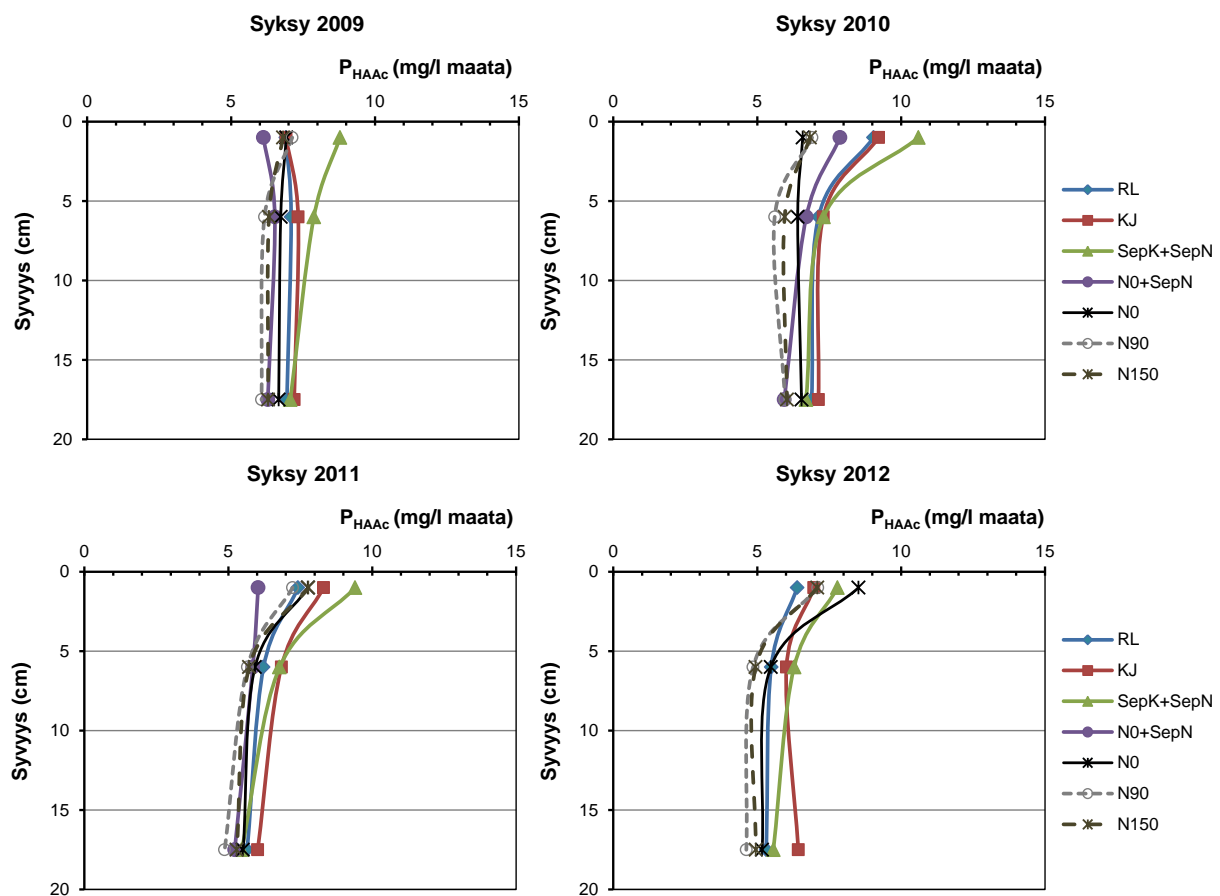 Syksy 2009
P_HAAc (mg/l maata)
0 5 10 15
0
5
10
15
20
Syvyys (cm)
Syksy 2010
P_HAAc (mg/l maata)
0 5 10 15
0
5
10
15
20
Syvyys (cm)
RL
KJ
SepK+SepN
N0+SepN
N0
N90
N150
Syksy 2011
P_HAAc (mg/l maata)
0 5 10 15
0
5
10
15
20
Syvyys (cm)
Syksy 2012
P_HAAc (mg/l maata)
0 5 10 15
0
5
10
15
20
Syvyys (cm)
RL
KJ
SepK+SepN
N0+SepN
N0
N90
N150